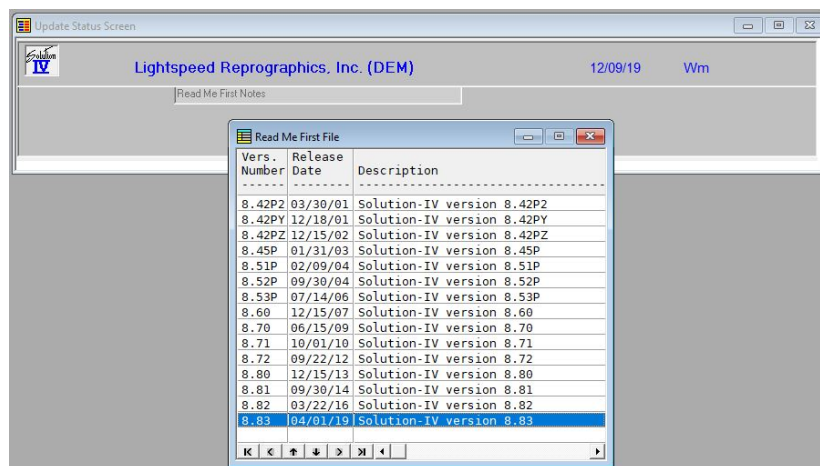 Update Status Screen
Solution
IV
Lightspeed Reprographics, Inc. (DEM) 12/09/19 Wm
Read Me First Notes
Read Me First File
Vers. Release
Number Date Description
------ -------- ----------------------------------
8.42P2 03/30/01 Solution-IV version 8.42P2
8.42PY 12/18/01 Solution-IV version 8.42PY
8.42PZ 12/15/02 Solution-IV version 8.42PZ
8.45P 01/31/03 Solution-IV version 8.45P
8.51P 02/09/04 Solution-IV version 8.51P
8.52P 09/30/04 Solution-IV version 8.52P
8.53P 07/14/06 Solution-IV version 8.53P
8.60 12/15/07 Solution-IV version 8.60
8.70 06/15/09 Solution-IV version 8.70
8.71 10/01/10 Solution-IV version 8.71
8.72 09/22/12 Solution-IV version 8.72
8.80 12/15/13 Solution-IV version 8.80
8.81 09/30/14 Solution-IV version 8.81
8.82 03/22/16 Solution-IV version 8.82
8.83 04/01/19 Solution-IV version 8.83